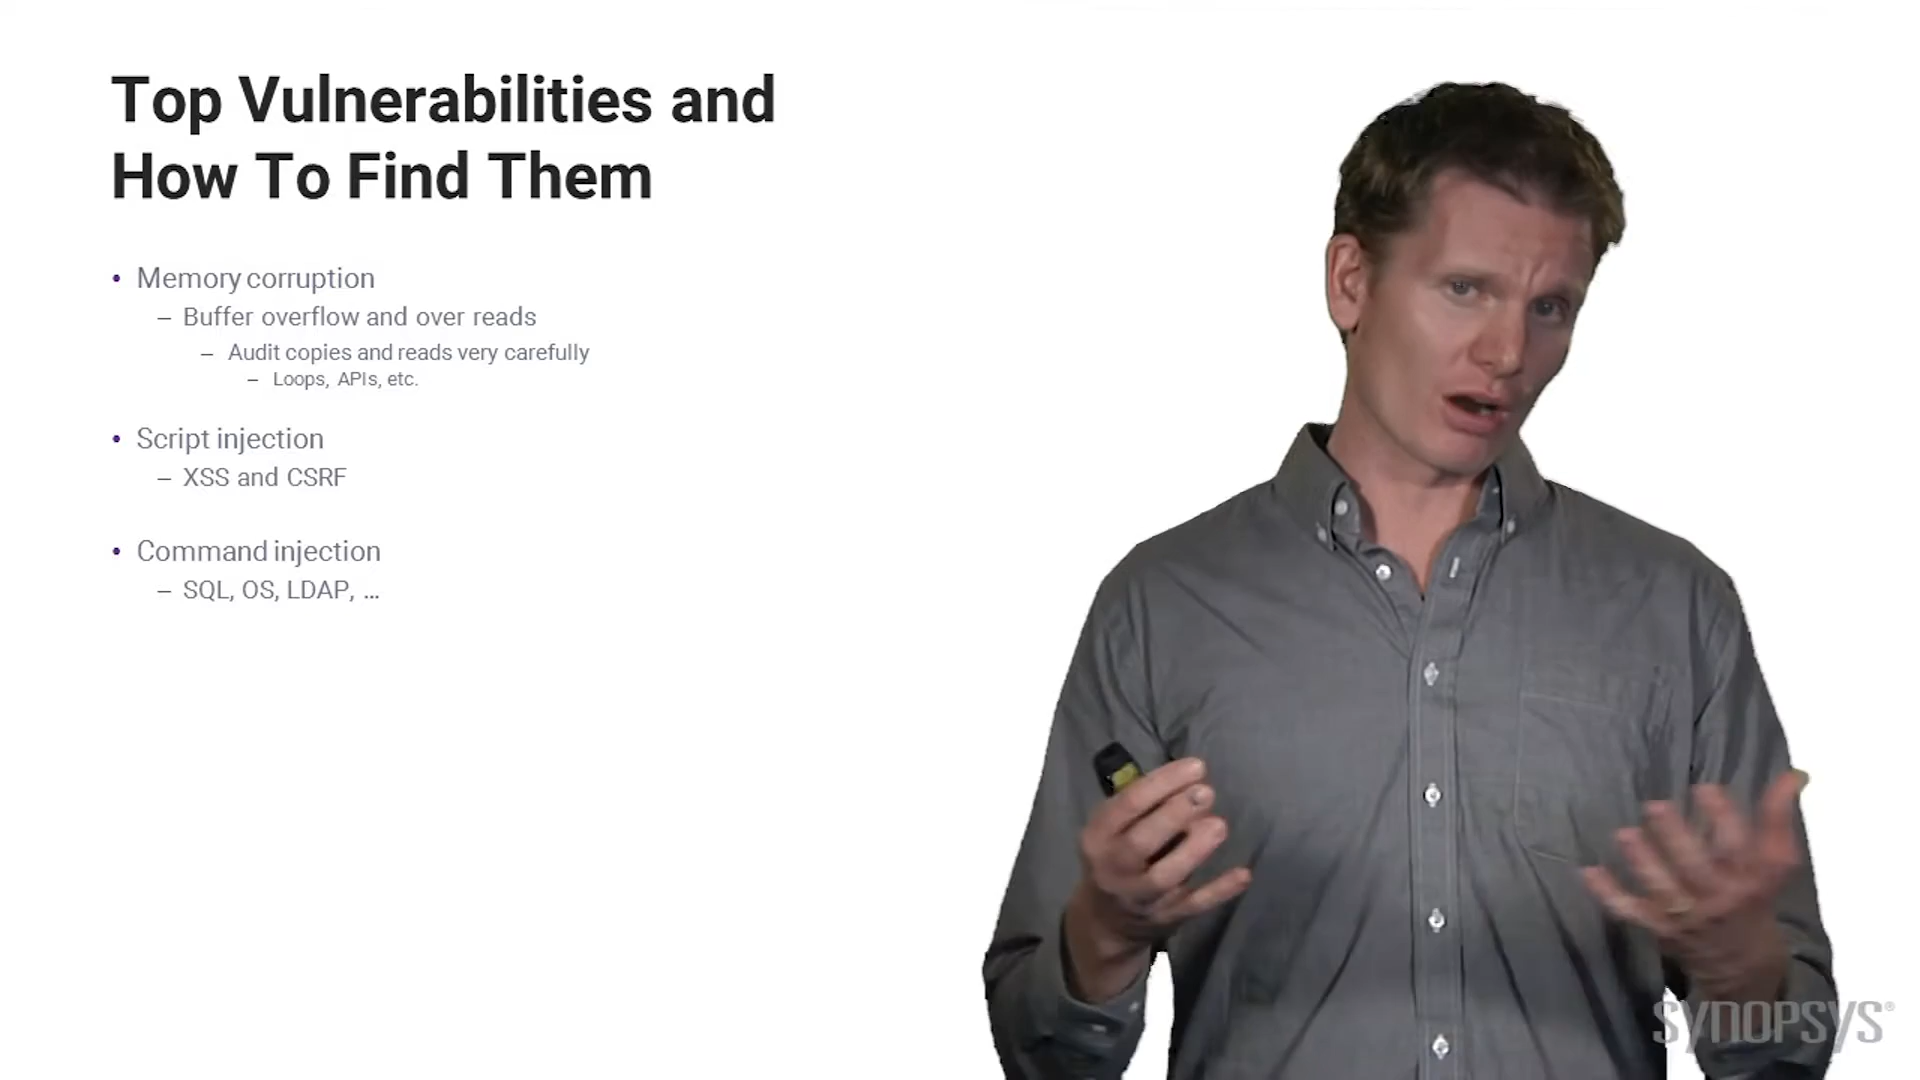 Top Vulnerabilities and
How To Find Them
• Memory corruption
– Buffer overflow and over reads
– Audit copies and reads very carefully
– Loops, APIs, etc.
• Script injection
– XSS and CSRF
• Command injection
– SQL, OS, LDAP, ...
SYNOPSYS®